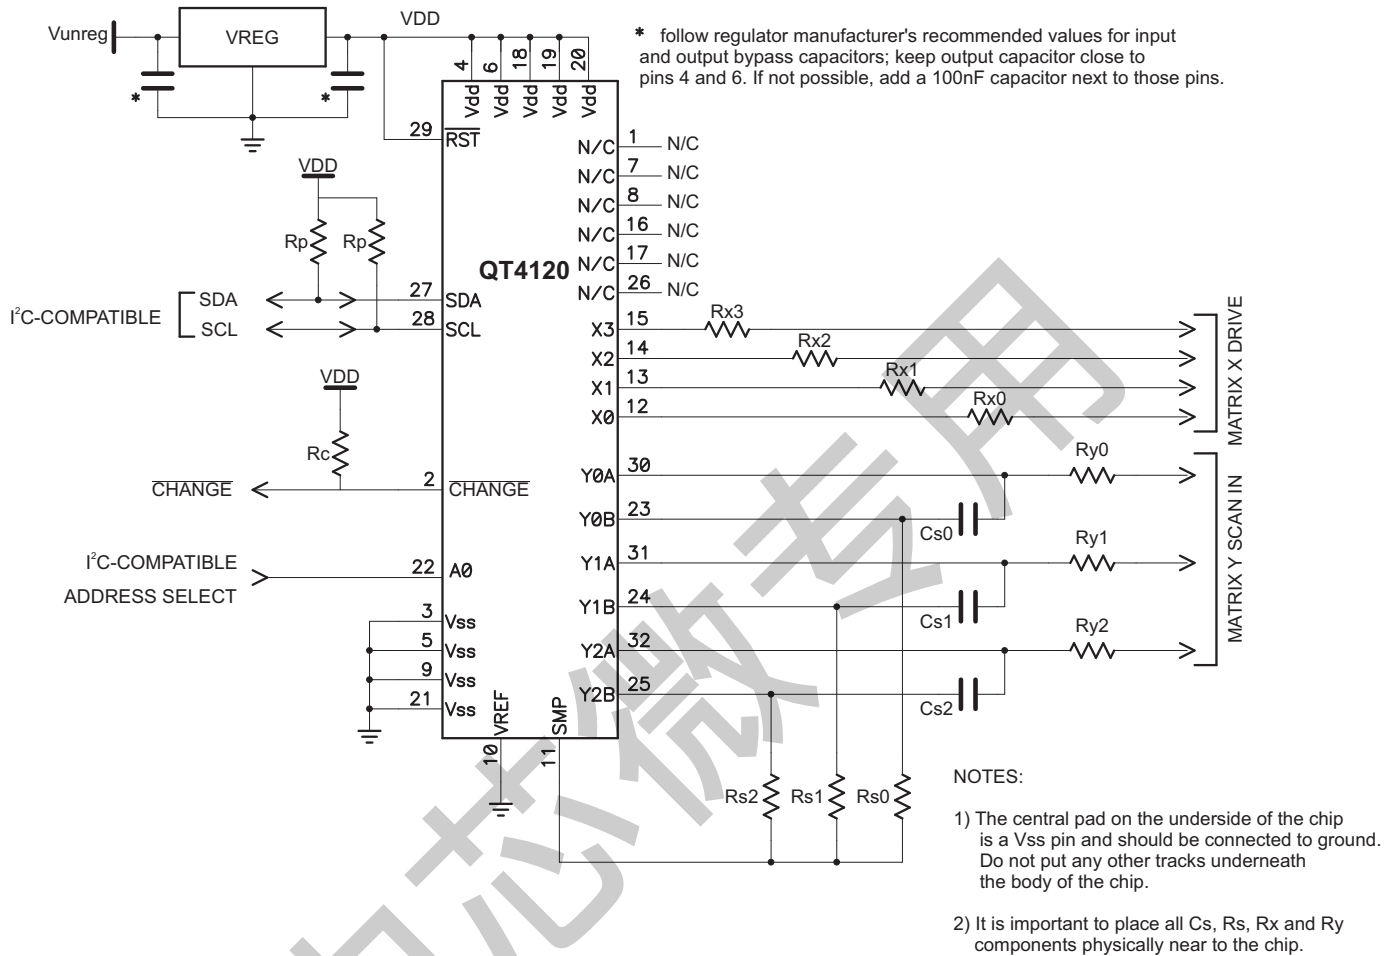 Vunreg
VREG
VDD
* follow regulator manufacturer's recommended values for input
and output bypass capacitors; keep output capacitor close to
pins 4 and 6. If not possible, add a 100nF capacitor next to those pins.
*
*
4
6
18
19
20
Vdd
Vdd
Vdd
Vdd
Vdd
29
RST
VDD
Rp
Rp
QT4120
I²C-COMPATIBLE
SDA
SCL
27
SDA
28
SCL
VDD
Rc
CHANGE
2
CHANGE
I²C-COMPATIBLE
ADDRESS SELECT
22
A0
3
Vss
5
Vss
9
Vss
21
Vss
VREF
10
SMP
11
N/C 1 N/C
N/C 7 N/C
N/C 8 N/C
N/C 16 N/C
N/C 17 N/C
N/C 26 N/C
X3 15 Rx3
X2 14 Rx2
X1 13 Rx1
X0 12 Rx0
MATRIX X DRIVE
Y0A 30 Ry0
Y0B 23 Cs0
Y1A 31 Ry1
Y1B 24 Cs1
Y2A 32 Ry2
Y2B 25 Cs2
MATRIX Y SCAN IN
Rs2
Rs1
Rs0
NOTES:
1) The central pad on the underside of the chip
is a Vss pin and should be connected to ground.
Do not put any other tracks underneath
the body of the chip.
2) It is important to place all Cs, Rs, Rx and Ry
components physically near to the chip.
芯微专用